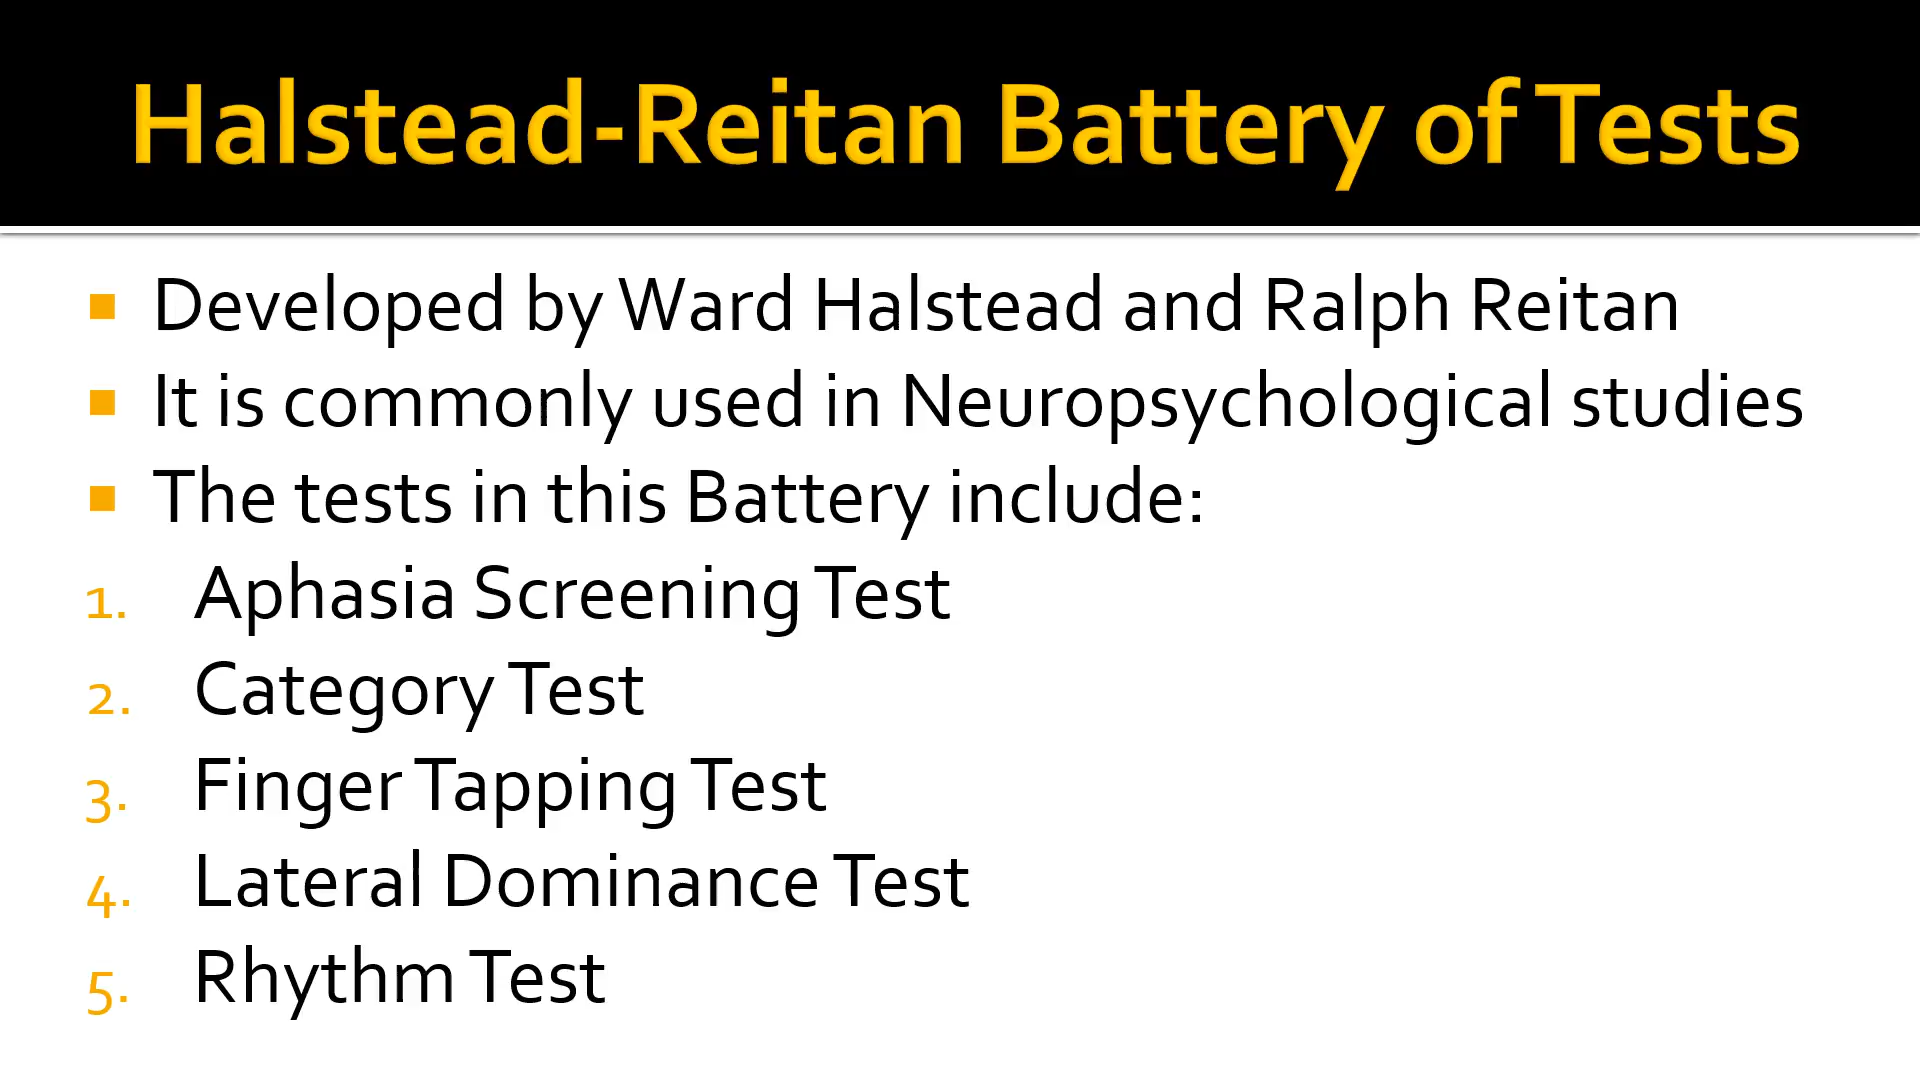 Halstead-Reitan Battery of Tests
▪ Developed by Ward Halstead and Ralph Reitan
▪ It is commonly used in Neuropsychological studies
▪ The tests in this Battery include:
1. Aphasia Screening Test
2. Category Test
3. Finger Tapping Test
4. Lateral Dominance Test
5. Rhythm Test